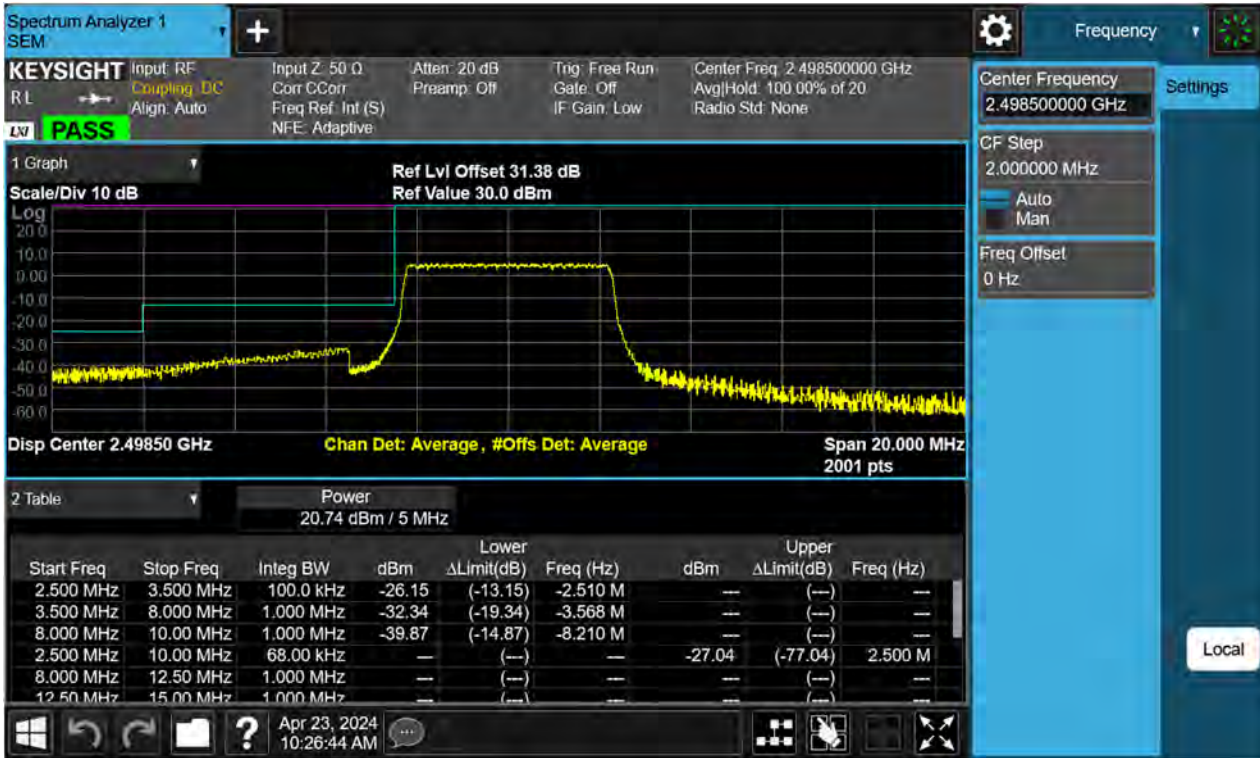 Spectrum Analyzer 1
SEM
+
Frequency
KEYSIGHT
RL
LXI
PASS
Input: RF
Coupling: DC
Align: Auto
Input Z: 50 Ω
Corr CCorr
Freq Ref: Int (S)
NFE: Adaptive
Atten: 20 dB
Preamp: Off
Trig: Free Run
Gate: Off
IF Gain: Low
Center Freq: 2.498500000 GHz
Avg|Hold: 100.00% of 20
Radio Std: None
Center Frequency
2.498500000 GHz
Settings
CF Step
2.000000 MHz
Auto
Man
Freq Offset
0 Hz
Local
1 Graph
Scale/Div 10 dB
Ref Lvl Offset 31.38 dB
Ref Value 30.0 dBm
Log
20.0
10.0
0.00
-10.0
-20.0
-30.0
-40.0
-50.0
-60.0
Disp Center 2.49850 GHz
Chan Det: Average, #Offs Det: Average
Span 20.000 MHz
2001 pts
2 Table
Power
20.74 dBm / 5 MHz
Lower Upper
Start Freq Stop Freq Integ BW dBm ΔLimit(dB) Freq (Hz) dBm ΔLimit(dB) Freq (Hz)
2.500 MHz 3.500 MHz 100.0 kHz -26.15 (-13.15) -2.510 M --- (---) ---
3.500 MHz 8.000 MHz 1.000 MHz -32.34 (-19.34) -3.568 M --- (---) ---
8.000 MHz 10.00 MHz 1.000 MHz -39.87 (-14.87) -8.210 M --- (---) ---
2.500 MHz 10.00 MHz 68.00 kHz --- (---) --- -27.04 (-77.04) 2.500 M
8.000 MHz 12.50 MHz 1.000 MHz --- (---) --- --- (---) ---
12.50 MHz 15.00 MHz 1.000 MHz --- (---) --- --- (---) ---
?
Apr 23, 2024
10:26:44 AM